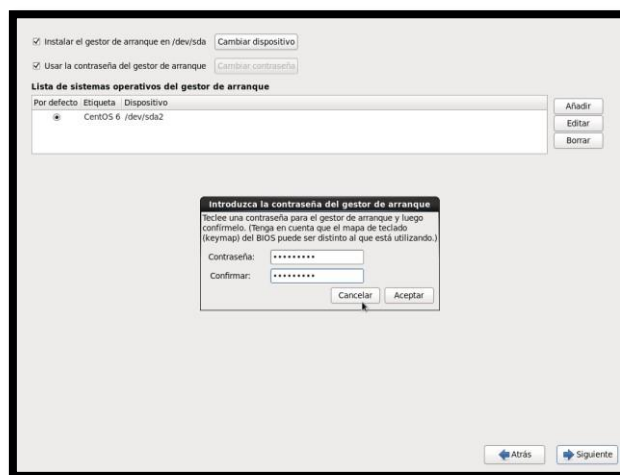 Instalar el gestor de arranque en /dev/sda Cambiar dispositivo
Usar la contraseña del gestor de arranque Cambiar contraseña
Lista de sistemas operativos del gestor de arranque
Por defecto Etiqueta Dispositivo
CentOS 6 /dev/sda2
Añadir
Editar
Borrar
Introduzca la contraseña del gestor de arranque
Teclee una contraseña para el gestor de arranque y luego
confírmelo. (Tenga en cuenta que el mapa de teclado
(keymap) del BIOS puede ser distinto al que está utilizando.)
Contraseña: •••••••••
Confirmar: •••••••••
Cancelar Aceptar
Atrás Siguiente